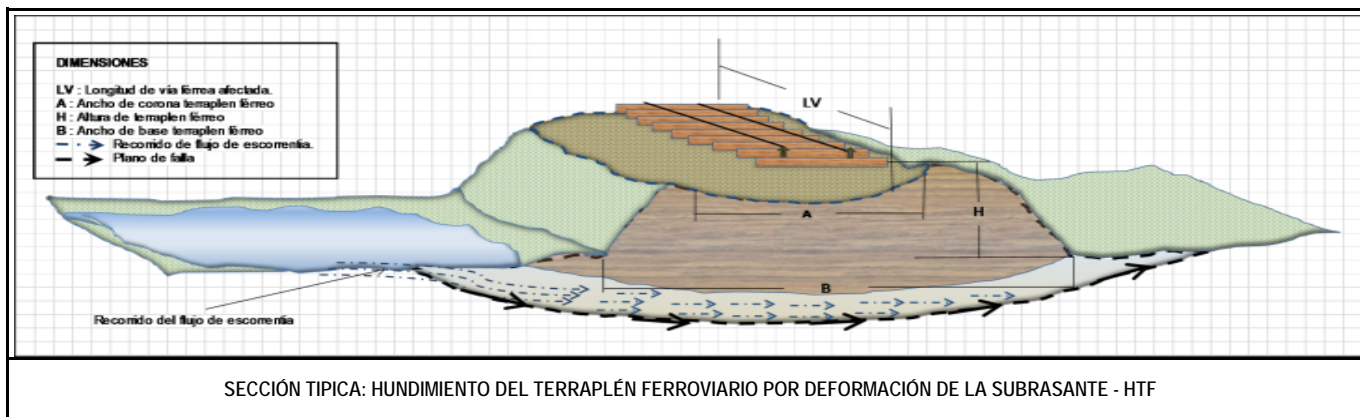 DIMENSIONES
LV : Longitud de vía férrea afectada.
A : Ancho de corona terraplen férreo
H : Altura de terraplen férreo
B : Ancho de base terraplen férreo
Recorrido de flujo de escorrentía.
Plano de falla
LV
A
H
B
Recorrido del flujo de escorrentía
SECCIÓN TIPICA: HUNDIMIENTO DEL TERRAPLÉN FERROVIARIO POR DEFORMACIÓN DE LA SUBRASANTE - HTF